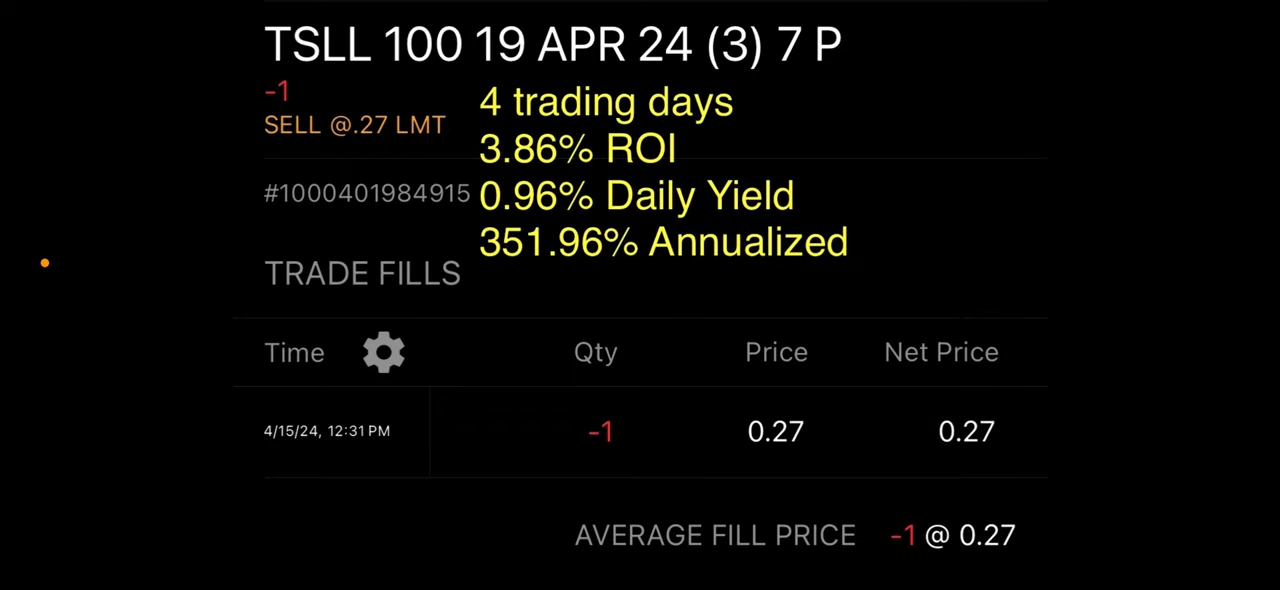 TSLL 100 19 APR 24 (3) 7 P
-1
4 trading days
SELL @.27 LMT
3.86% ROI
#1000401984915
0.96% Daily Yield
351.96% Annualized
TRADE FILLS
Time Qty Price Net Price
4/15/24, 12:31 PM -1 0.27 0.27
AVERAGE FILL PRICE -1 @ 0.27